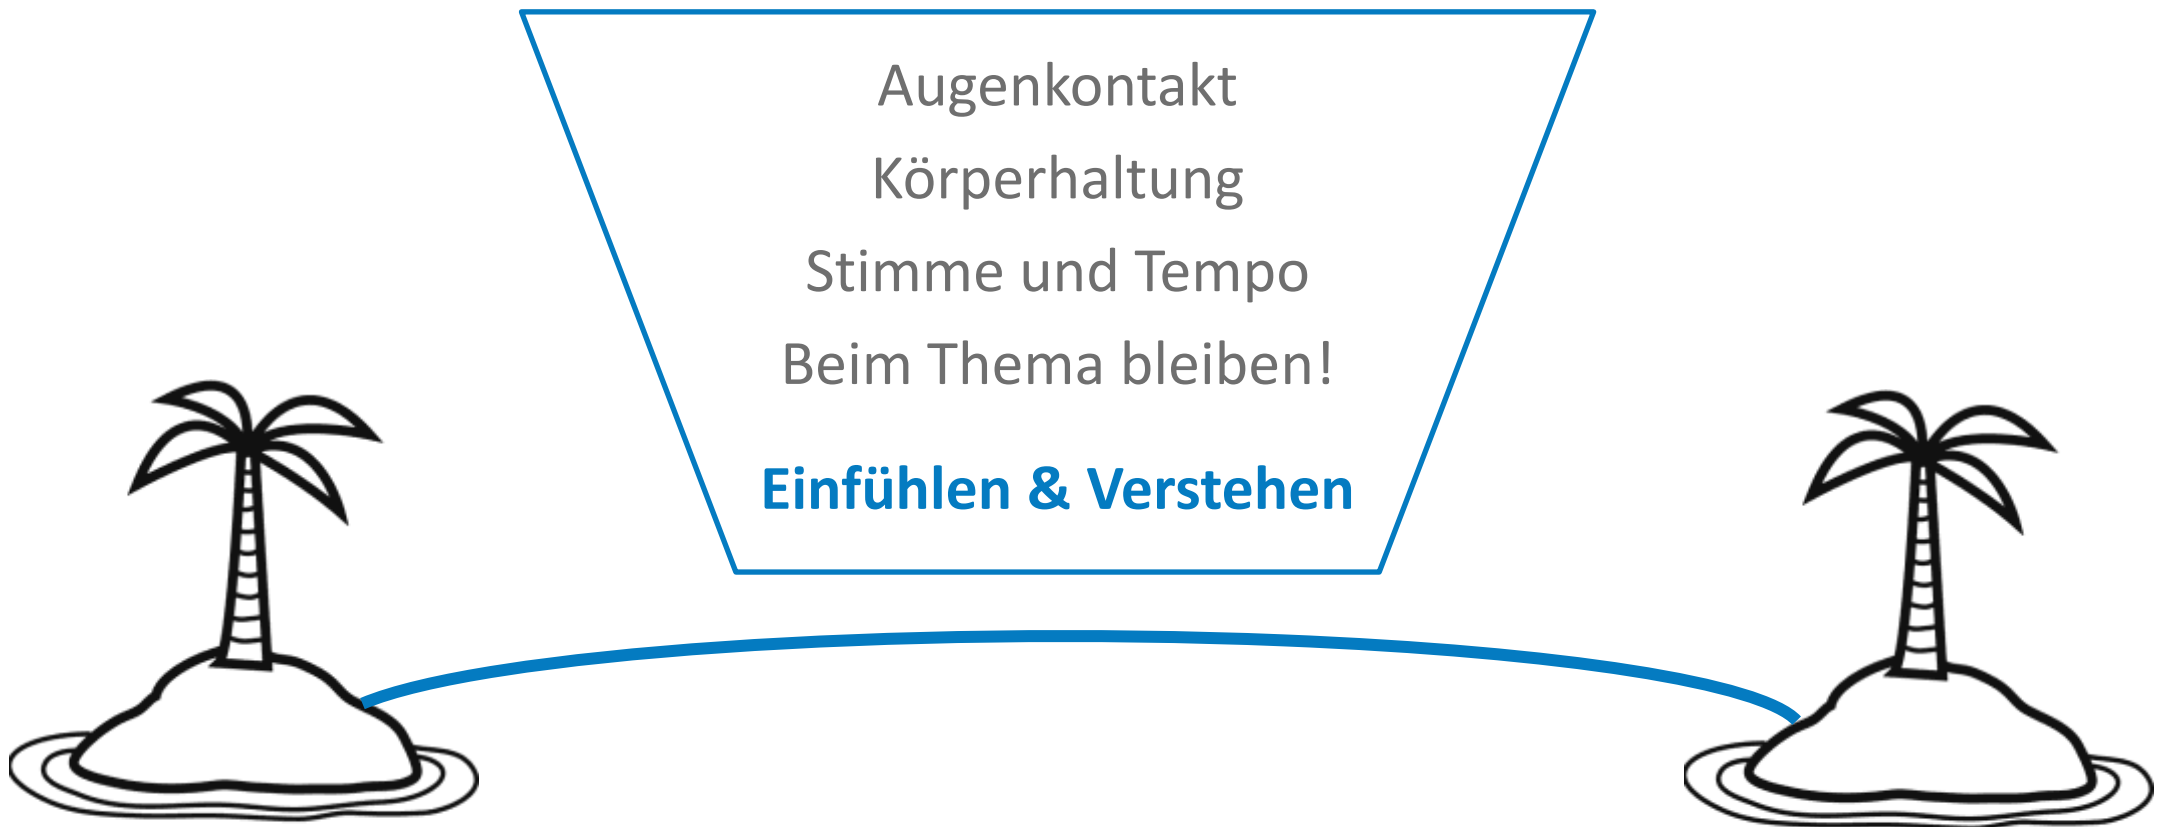 Augenkontakt
Körperhaltung
Stimme und Tempo
Beim Thema bleiben!
Einfühlen & Verstehen